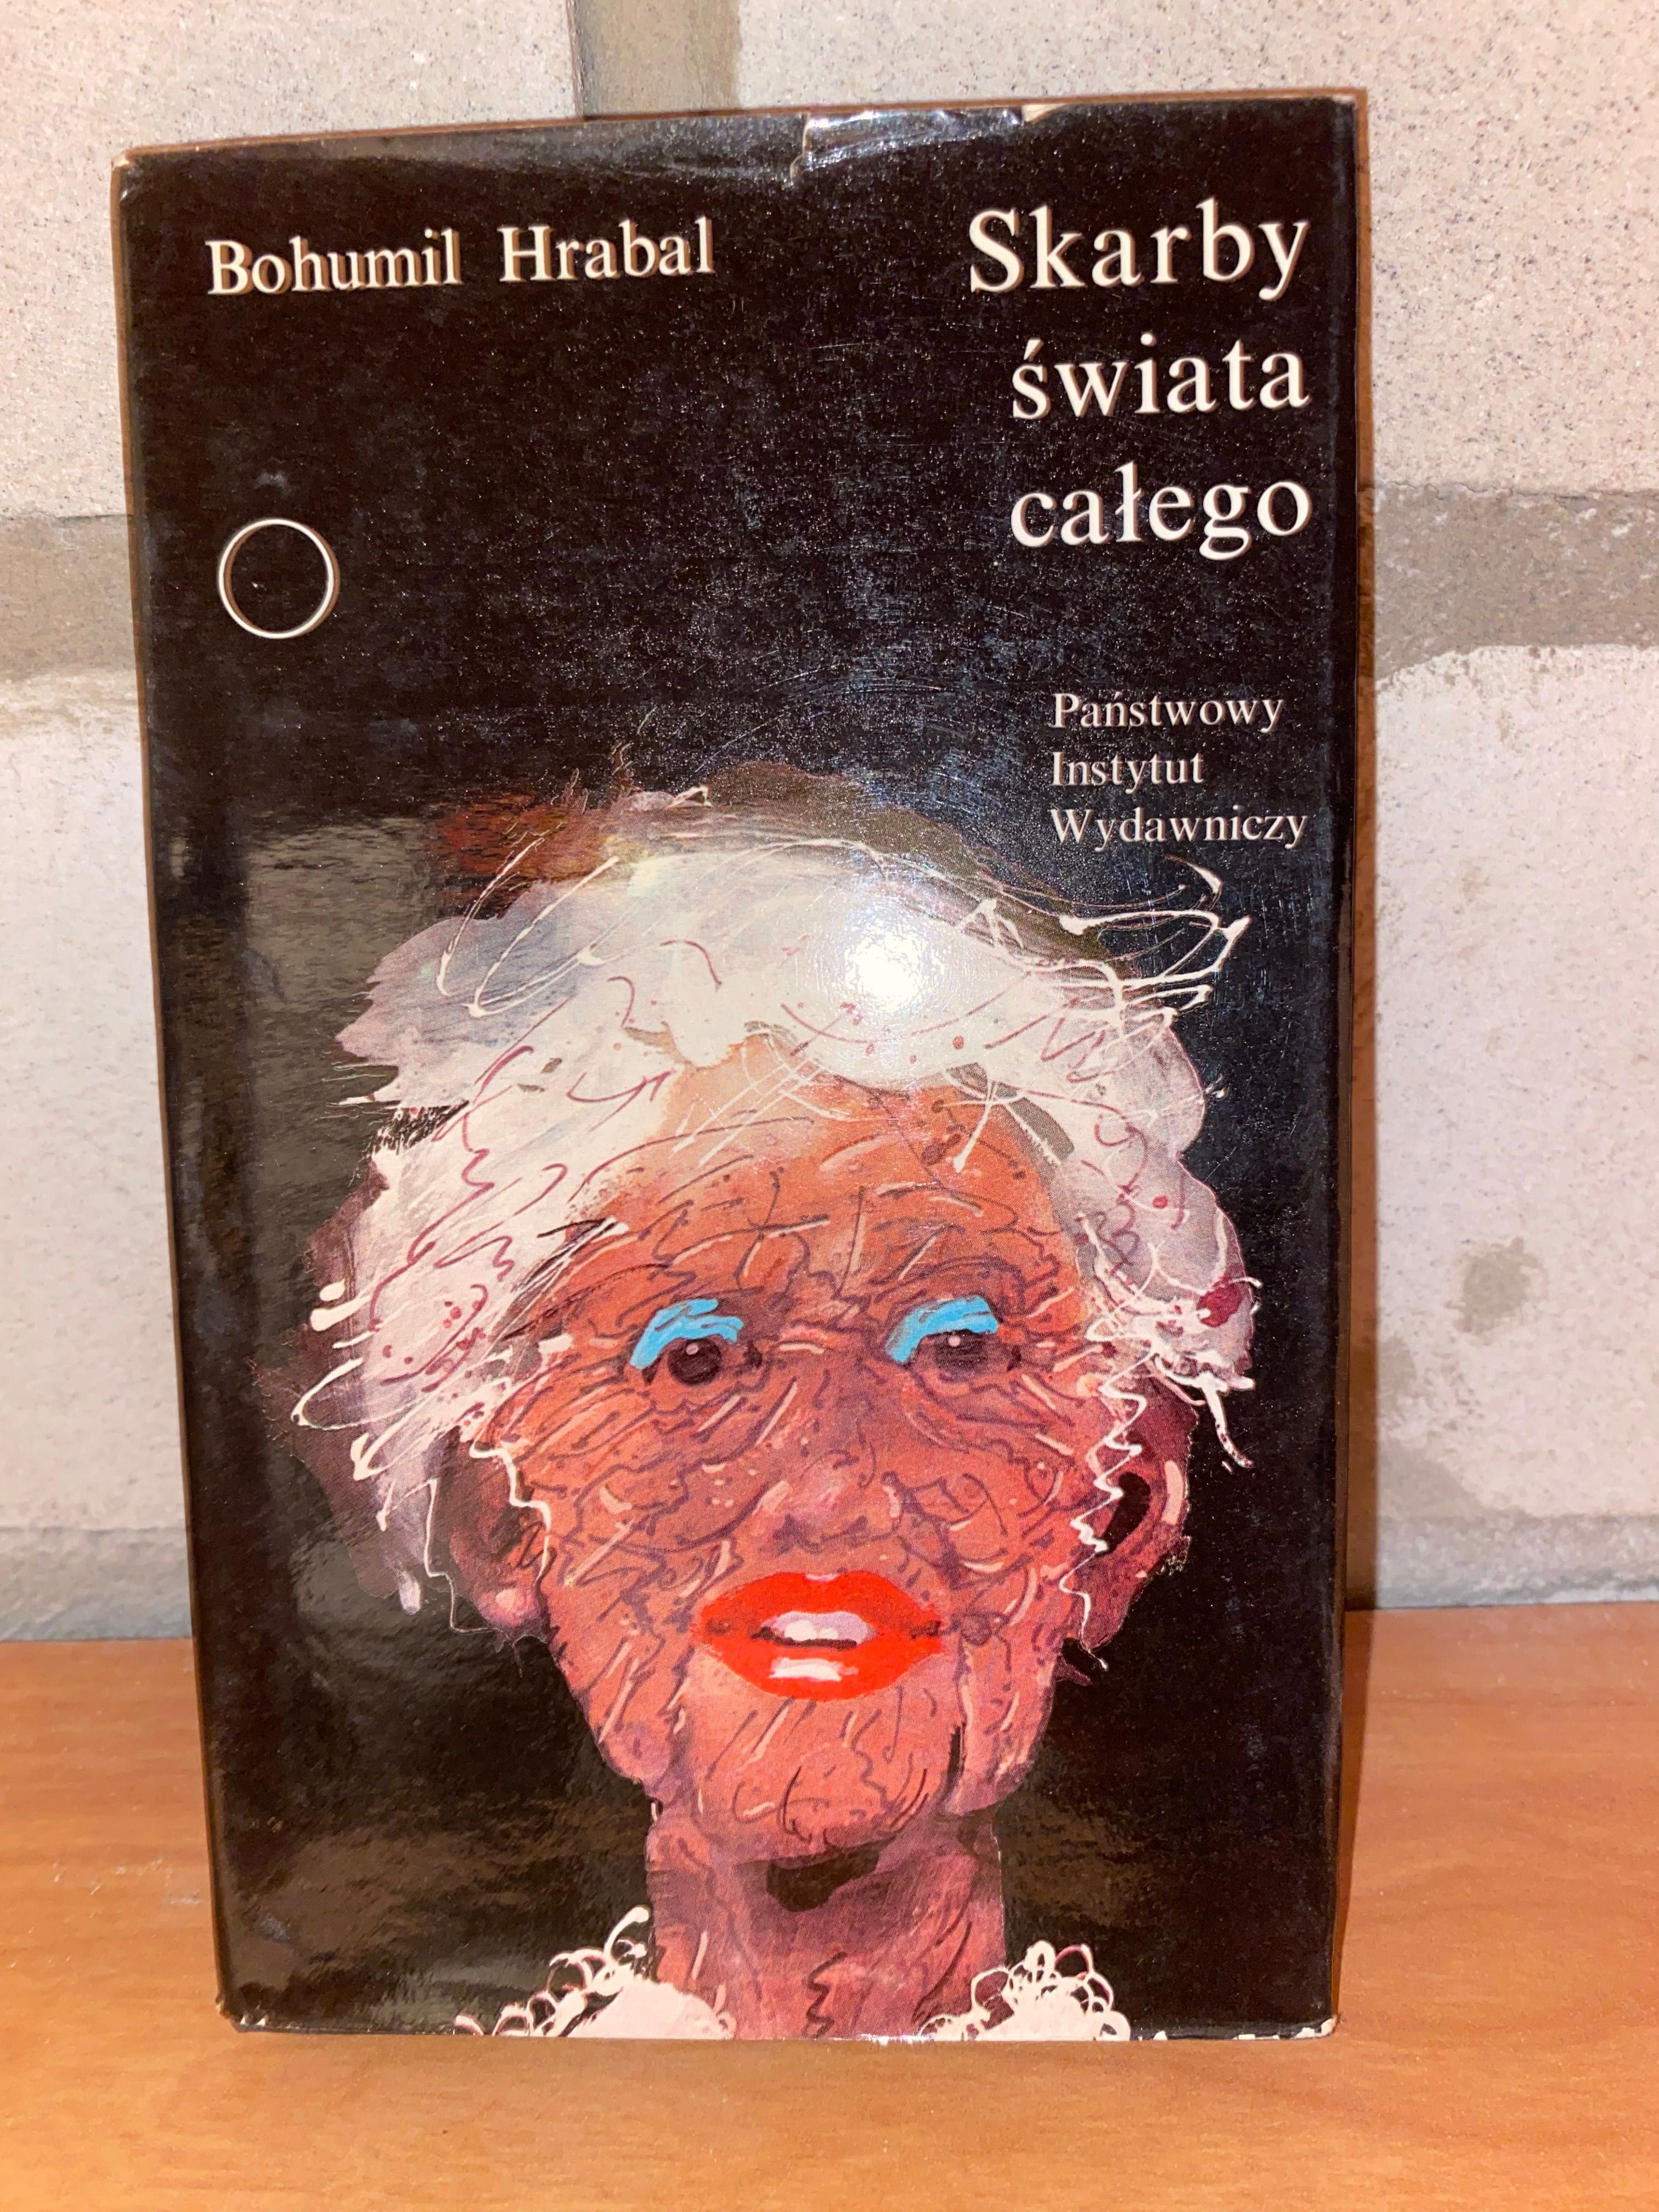 Bohumil Hrabal
Skarby
świata
całego
Państwowy
Instytut
Wydawniczy